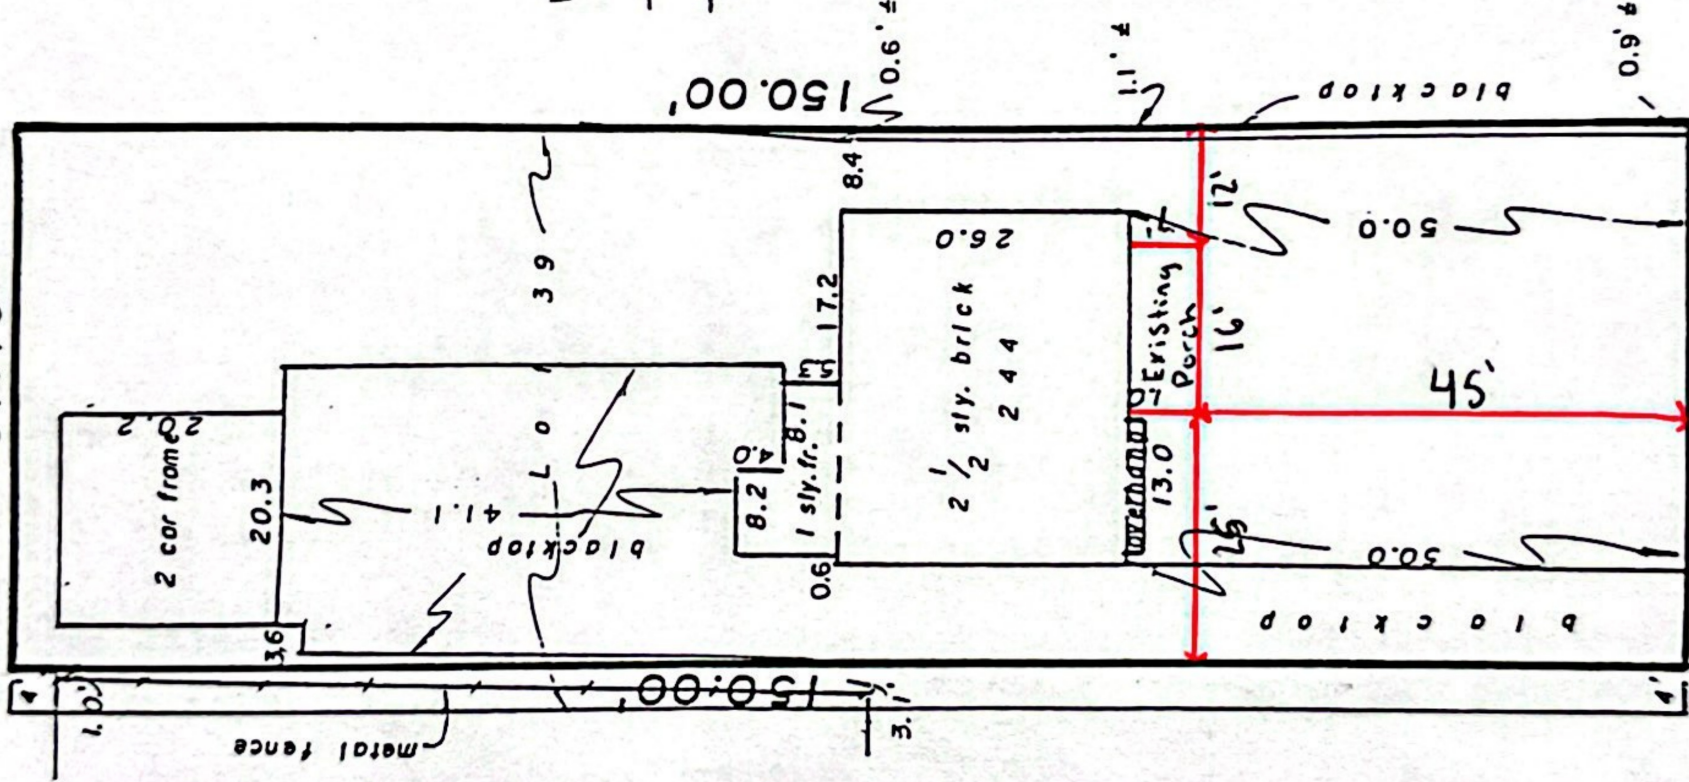 150.00'
0.6' ±
1.1' ±
0.9' ±
blacktop
8.4
12'
39
Lot
26.0
50.0
17.2
2 1/2 sty. brick
244
Existing
Porch
16'
45'
20.2
2 car frame
20.3
41.1
blacktop
4.0
8.1
8.2
1 sty. fr.
0.6
overhang
13.0
25'
50.0
blacktop
3.6
150.00'
1.0'
3.1'
4'
metal fence